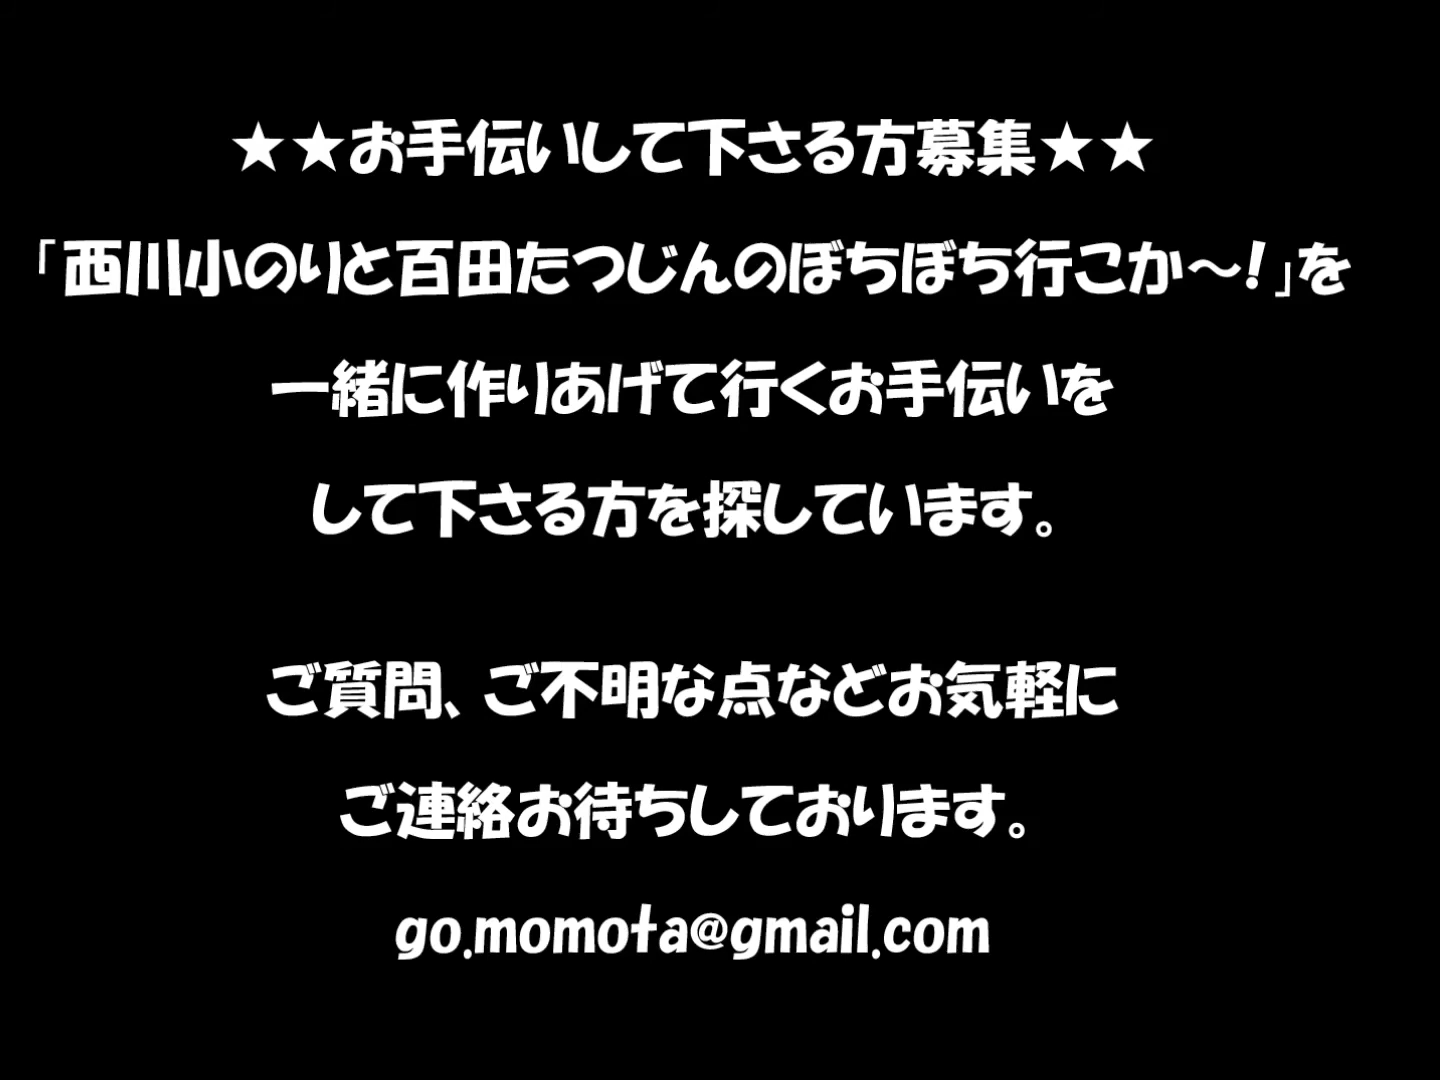 ★★お手伝いして下さる方募集★★
「西川小のりと百田たつじんのぼちぼち行こか～！」を
一緒に作りあげて行くお手伝いを
して下さる方を探しています。
ご質問、ご不明な点などお気軽に
ご連絡お待ちしております。
go.momota@gmail.com